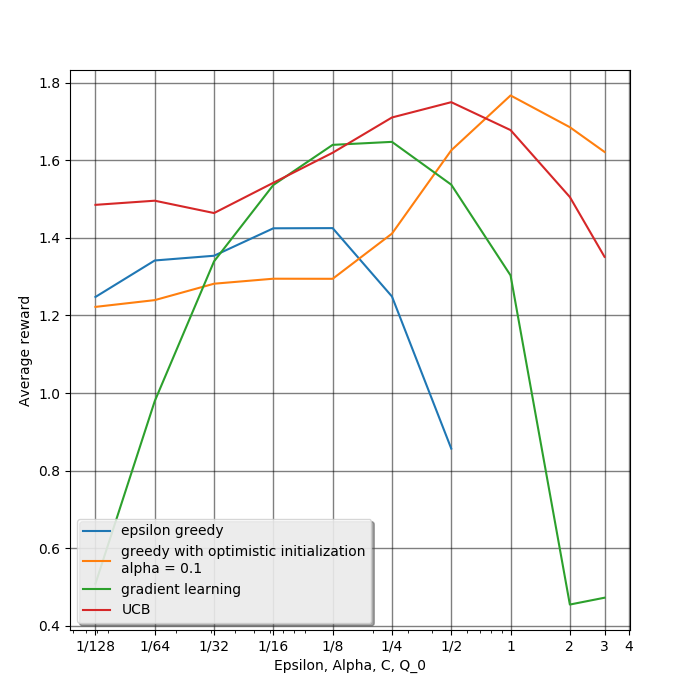 1.8
1.6
1.4
1.2
1.0
0.8
0.6
0.4
Average reward
epsilon greedy
greedy with optimistic initialization
alpha = 0.1
gradient learning
UCB
1/128 1/64 1/32 1/16 1/8 1/4 1/2 1 2 3 4
Epsilon, Alpha, C, Q_0